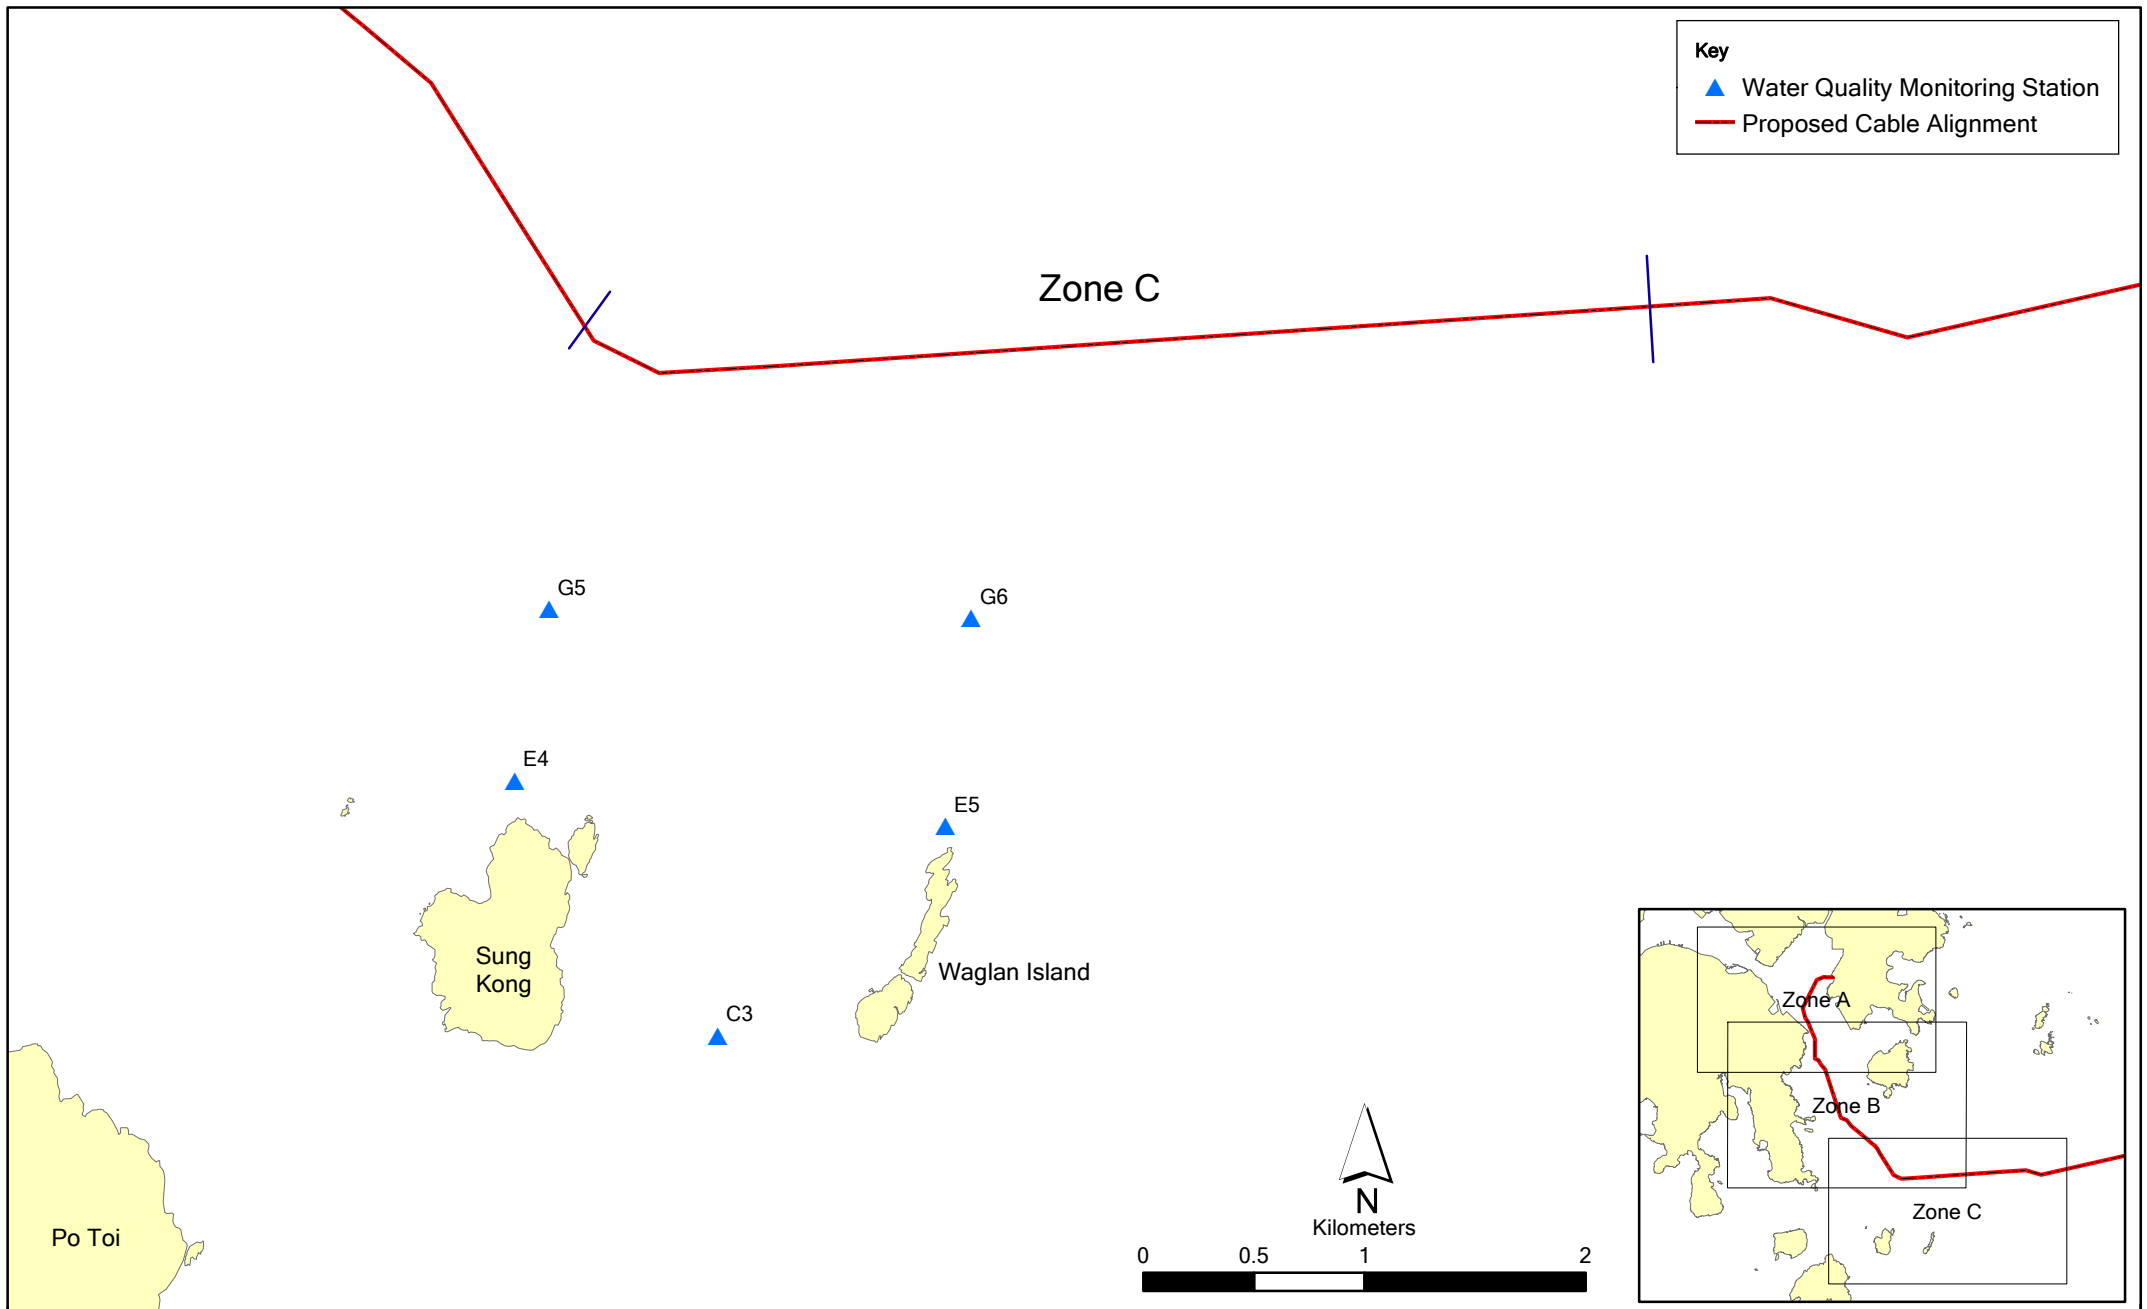 Key
Water Quality Monitoring Station
Proposed Cable Alignment
Zone C
G5
G6
E4
E5
Sung
Kong
Waglan Island
C3
Po Toi
N
Kilometers
0 0.5 1 2
Zone A
Zone B
Zone C